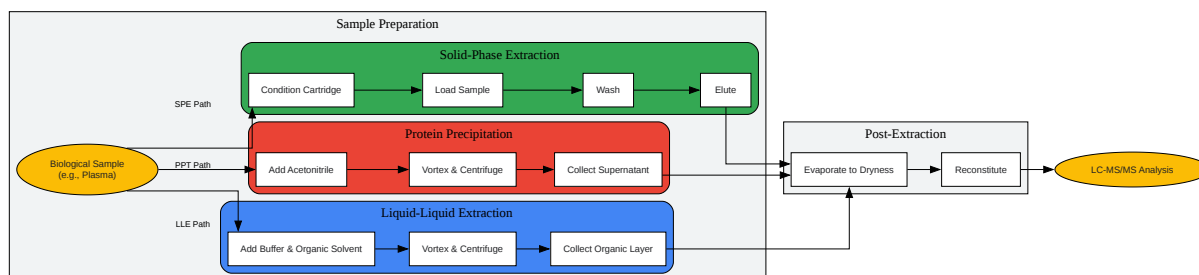 Sample Preparation
Solid-Phase Extraction
Condition Cartridge
Load Sample
Wash
Elute
SPE Path
Protein Precipitation
Post-Extraction
Biological Sample
(e.g., Plasma)
PPT Path
Add Acetonitrile
Vortex & Centrifuge
Collect Supernatant
Evaporate to Dryness
Reconstitute
LC-MS/MS Analysis
Liquid-Liquid Extraction
LLE Path
Add Buffer & Organic Solvent
Vortex & Centrifuge
Collect Organic Layer